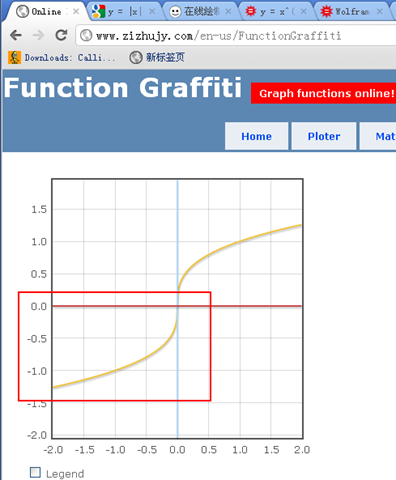 Online
y = |x|
在线绘制
y = x^(
Wolfram
www.zizhujy.com/en-us/FunctionGraffiti
Downloads: Calli...
新标签页
Function Graffiti
Graph functions online!
Home
Ploter
Mat
1.5
1.0
0.5
0.0
-0.5
-1.0
-1.5
-2.0
-2.0 -1.5 -1.0 -0.5 0.0 0.5 1.0 1.5 2.0
Legend